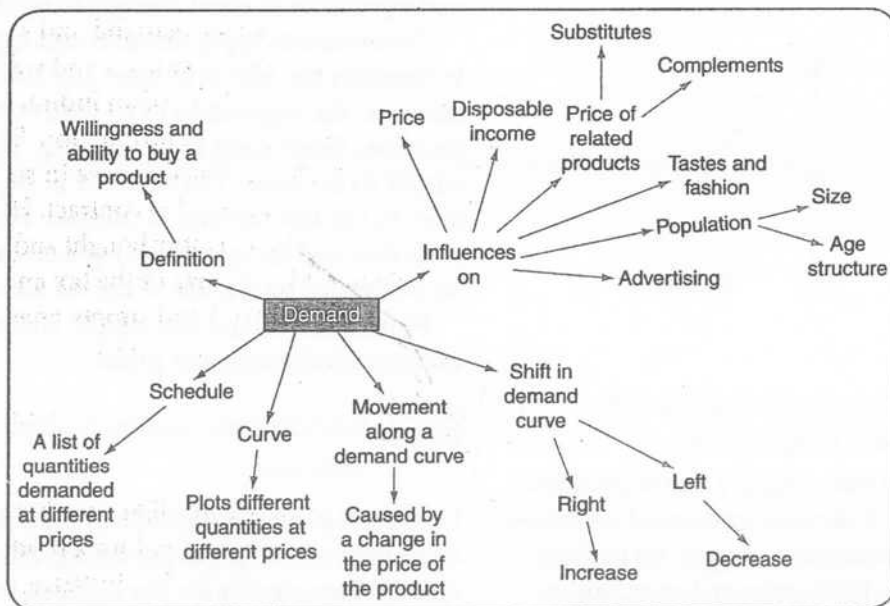 Substitutes
Complements
Price
Disposable
income
Price of
related
products
Willingness and
ability to buy a
product
Tastes and
fashion
Size
Population
Influences
on
Age
structure
Definition
Advertising
Demand
Schedule
Shift in
demand
curve
Movement
along a
demand curve
Curve
A list of
quantities
demanded
at different
prices
Left
Plots different
quantities at
different prices
Right
Caused by
a change in
the price of
the product
Decrease
Increase